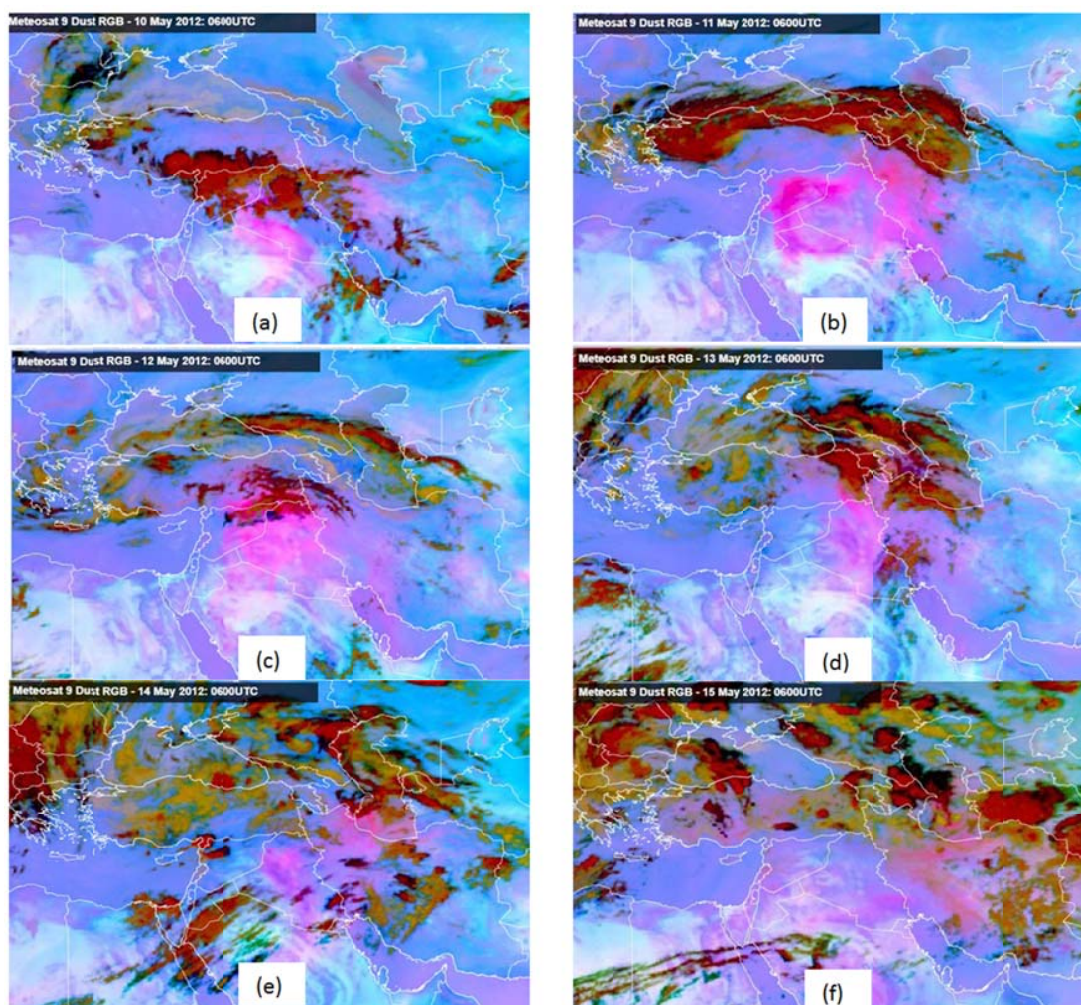 Meteosat 9 Dust RGB - 10 May 2012: 0600UTC
Meteosat 9 Dust RGB - 11 May 2012: 0600UTC
(a)
(b)
Meteosat 9 Dust RGB - 12 May 2012: 0600UTC
Meteosat 9 Dust RGB - 13 May 2012: 0600UTC
(c)
(d)
Meteosat 9 Dust RGB - 14 May 2012: 0600UTC
Meteosat 9 Dust RGB - 15 May 2012: 0600UTC
(e)
(f)